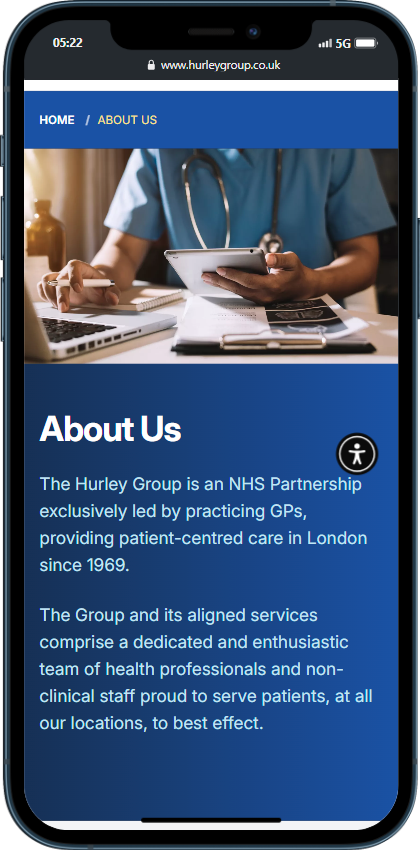 05:22
5G
www.hurleygroup.co.uk
HOME / ABOUT US
About Us
The Hurley Group is an NHS Partnership
exclusively led by practicing GPs,
providing patient-centred care in London
since 1969.
The Group and its aligned services
comprise a dedicated and enthusiastic
team of health professionals and non-
clinical staff proud to serve patients, at all
our locations, to best effect.